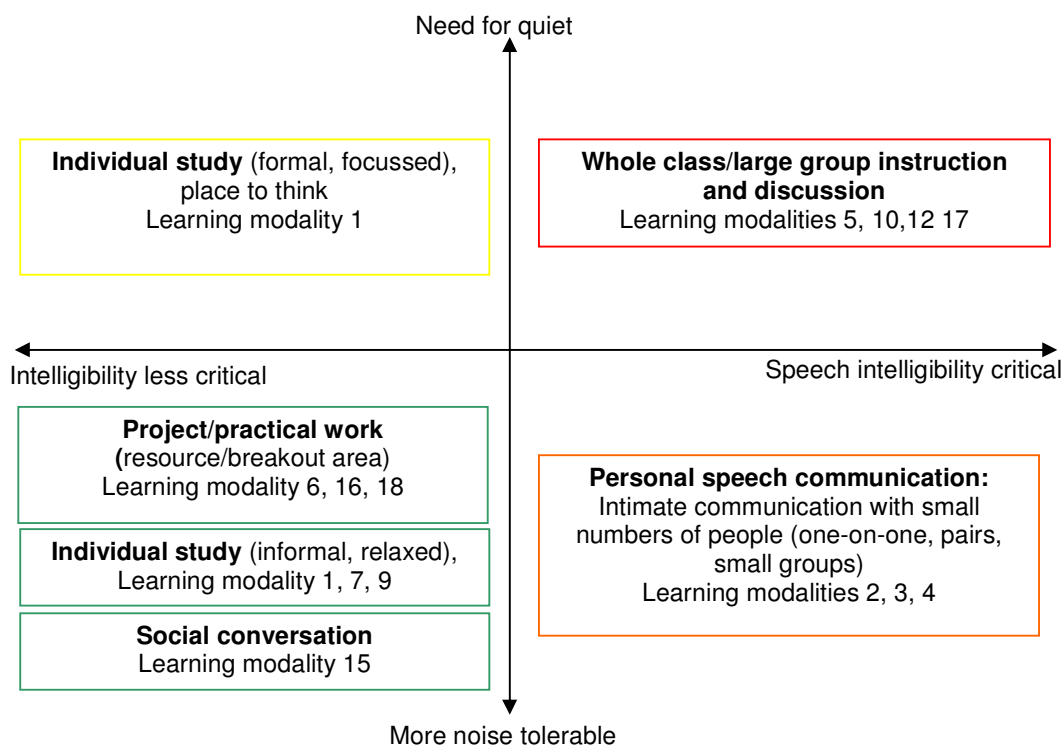 Need for quiet
Individual study (formal, focussed),
place to think
Learning modality 1
Whole class/large group instruction
and discussion
Learning modalities 5, 10,12 17
Intelligibility less critical
Speech intelligibility critical
Project/practical work
(resource/breakout area)
Learning modality 6, 16, 18
Individual study (informal, relaxed),
Learning modality 1, 7, 9
Social conversation
Learning modality 15
Personal speech communication:
Intimate communication with small
numbers of people (one-on-one, pairs,
small groups)
Learning modalities 2, 3, 4
More noise tolerable